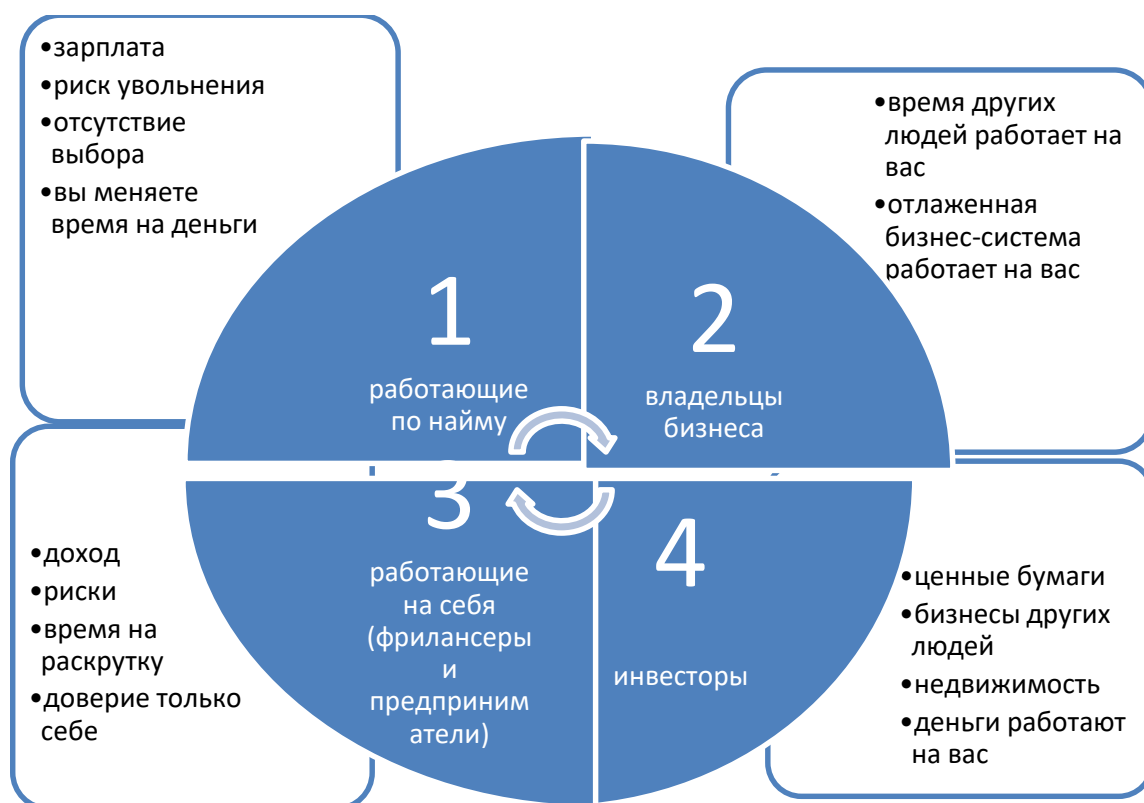 •зарплата
•риск увольнения
•отсутствие
выбора
•вы меняете
время на деньги
•время других
людей работает на
вас
•отлаженная
бизнес-система
работает на вас
1
работающие
по найму
2
владельцы
бизнеса
•доход
•риски
•время на
раскрутку
•доверие только
себе
3
работающие
на себя
(фрилансеры
и
предприним
атели)
4
инвесторы
•ценные бумаги
•бизнесы других
людей
•недвижимость
•деньги работают
на вас